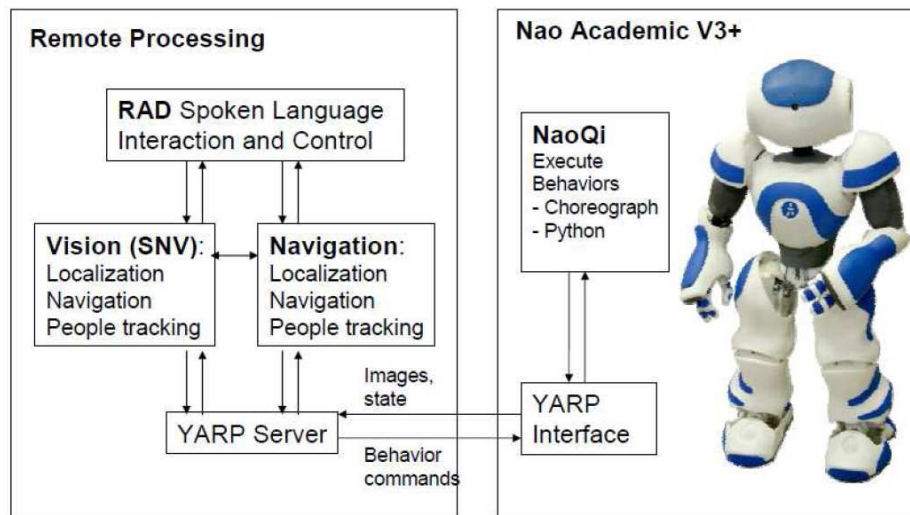 Remote Processing
RAD Spoken Language
Interaction and Control
Vision (SNV):
Localization
Navigation
People tracking
Navigation:
Localization
Navigation
People tracking
YARP Server
Images,
state
Behavior
commands
Nao Academic V3+
NaoQi
Execute
Behaviors
- Choreograph
- Python
YARP
Interface